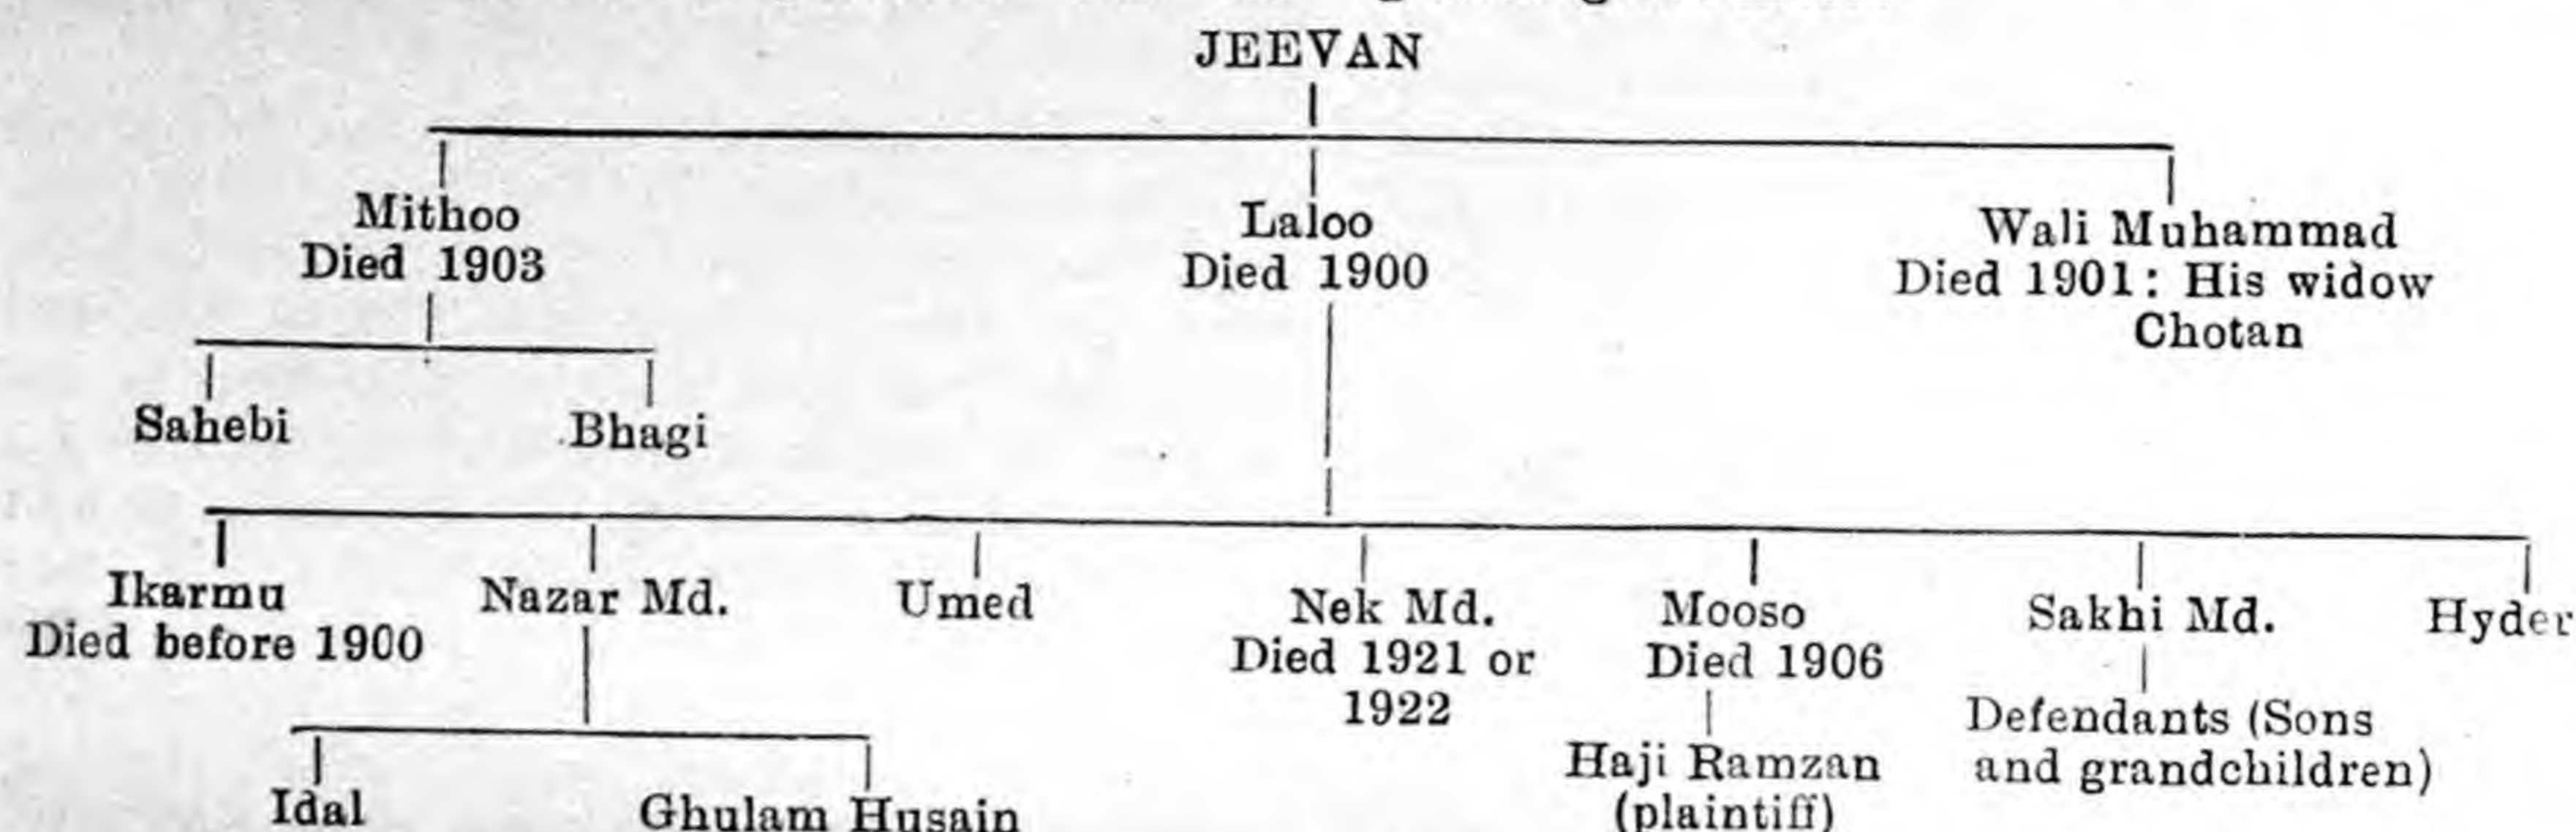 JEEVAN
Mithoo
Died 1903
Laloo
Died 1900
Wali Muhammad
Died 1901: His widow
Chotan
Sahebi
Bhagi
Ikarmu
Died before 1900
Nazar Md.
Umed
Nek Md.
Died 1921 or
1922
Mooso
Died 1906
Sakhi Md.
Hyder
Defendants (Sons
and grandchildren)
Haji Ramzan
(plaintiff)
Idal
Ghulam Husain